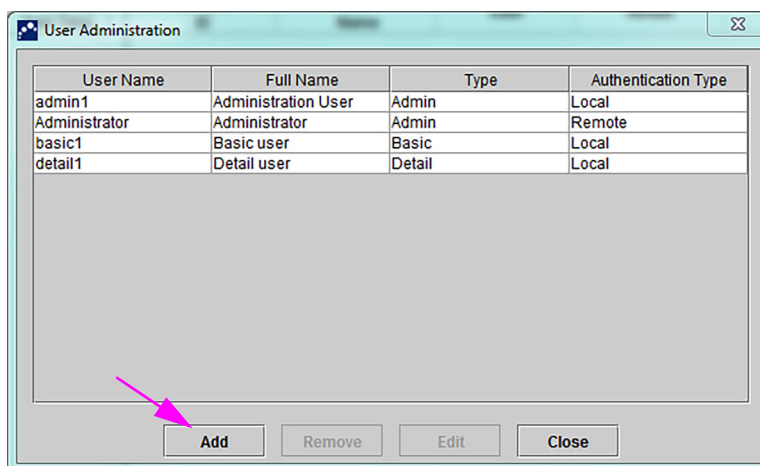 User Administration
User Name Full Name Type Authentication Type
admin1 Administration User Admin Local
Administrator Administrator Admin Remote
basic1 Basic user Basic Local
detail1 Detail user Detail Local
Add Remove Edit Close